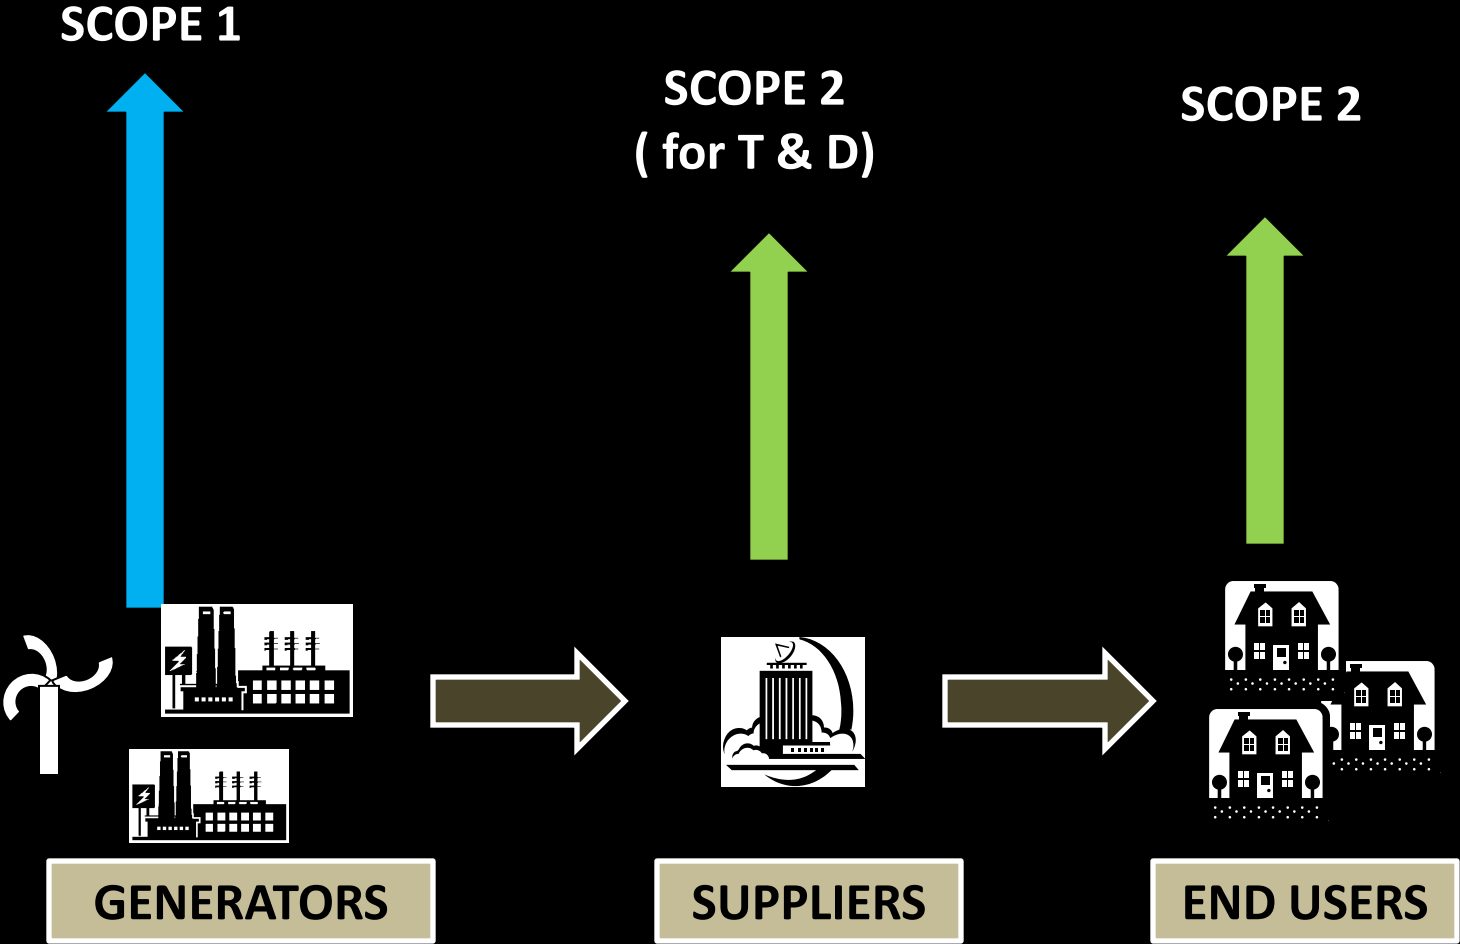 SCOPE 1
SCOPE 2
( for T & D)
SCOPE 2
GENERATORS
SUPPLIERS
END USERS